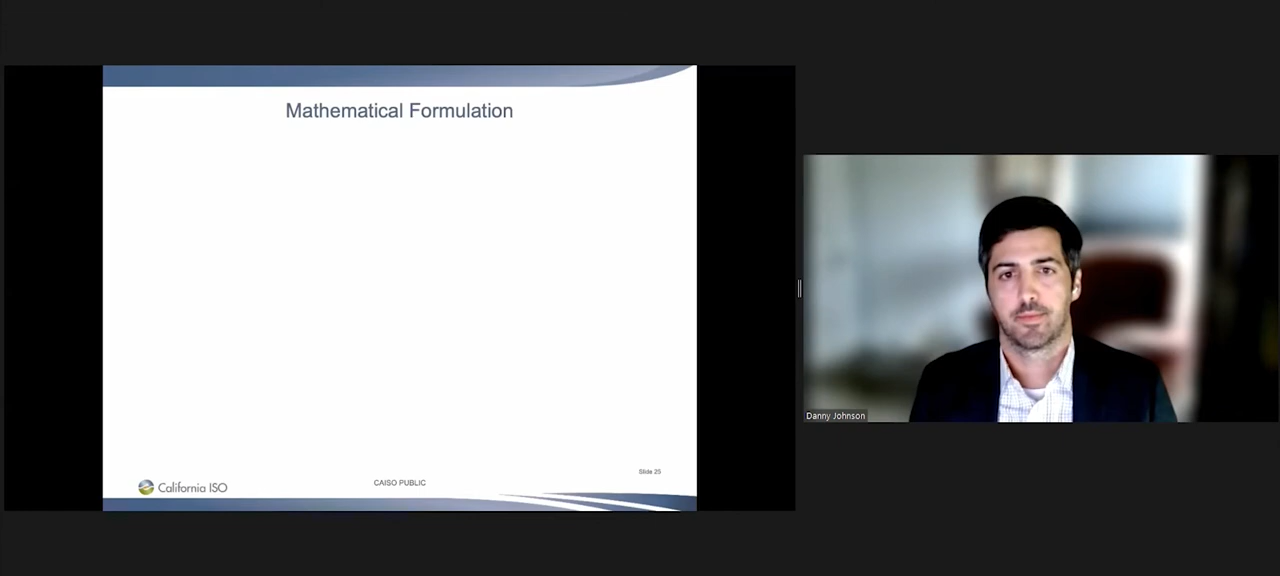 Mathematical Formulation
Slide 25
California ISO
CAISO PUBLIC
Danny Johnson